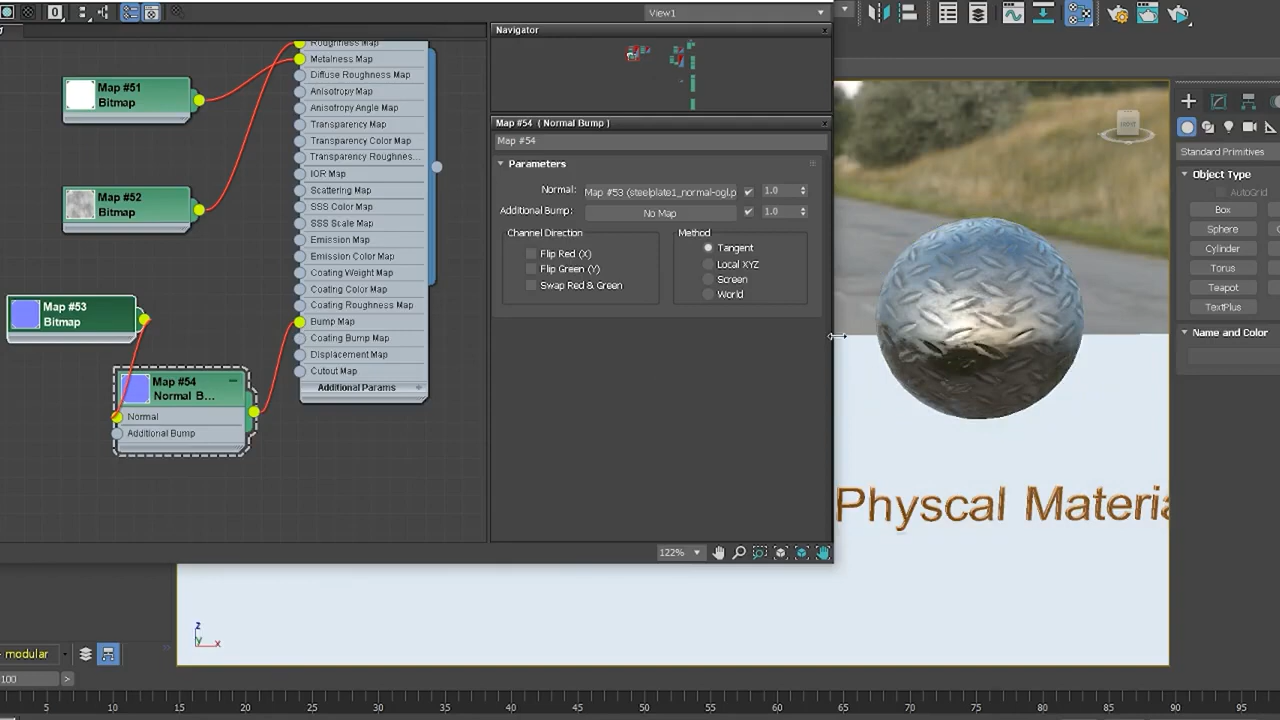 0
View1
Navigator
Roughness Map
Metalness Map
Diffuse Roughness Map
Anisotropy Map
Anisotropy Angle Map
Transparency Map
Transparency Color Map
Transparency Roughnes...
IOR Map
Scattering Map
SSS Color Map
SSS Scale Map
Emission Map
Emission Color Map
Coating Weight Map
Coating Color Map
Coating Roughness Map
Bump Map
Coating Bump Map
Displacement Map
Cutout Map
Additional Params
Map #51
Bitmap
Map #52
Bitmap
Map #53
Bitmap
Map #54
Normal B...
Normal
Additional Bump
Map #54 ( Normal Bump )
Map #54
Parameters
Normal: Map #53 (steelplate1_normal-ogl.p 1.0
Additional Bump: No Map 1.0
Channel Direction
Flip Red (X)
Flip Green (Y)
Swap Red & Green
Method
Tangent
Local XYZ
Screen
World
122%
Physcal Materia
z
y x
Standard Primitives
Object Type
AutoGrid
Box
Sphere
Cylinder
Torus
Teapot
TextPlus
Name and Color
modular
100 >
5 10 15 20 25 30 35 40 45 50 55 60 65 70 75 80 85 90 95